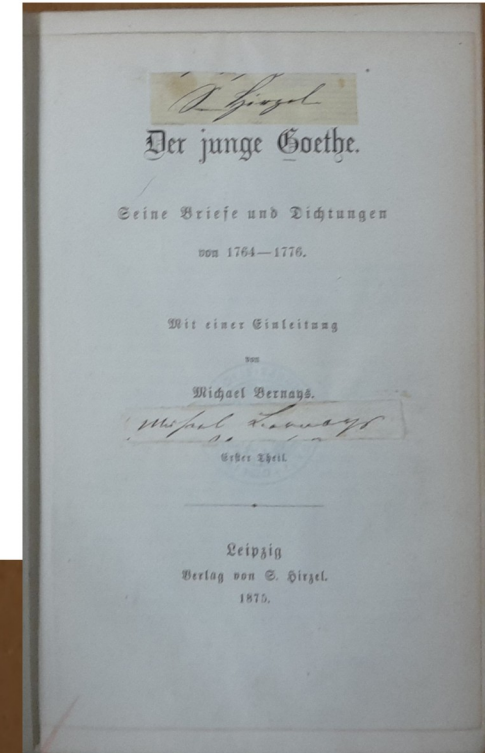 S. Hirzel
Der junge Goethe.
Seine Briefe und Dichtungen
von 1764—1776.
Mit einer Einleitung
von
Michael Bernays.
Michael Bernays
Erster Theil.
Leipzig
Verlag von S. Hirzel.
1875.